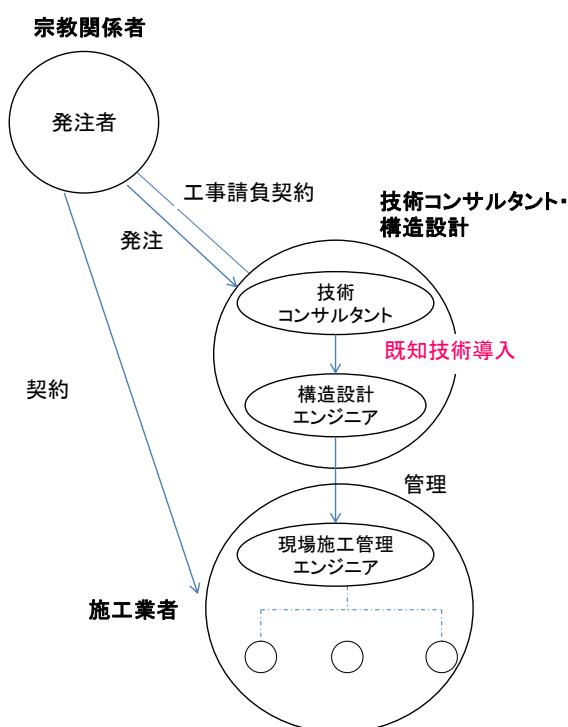 宗教関係者
発注者
工事請負契約
技術コンサルタント・
構造設計
発注
技術
コンサルタント
既知技術導入
契約
構造設計
エンジニア
管理
現場施工管理
エンジニア
施工業者